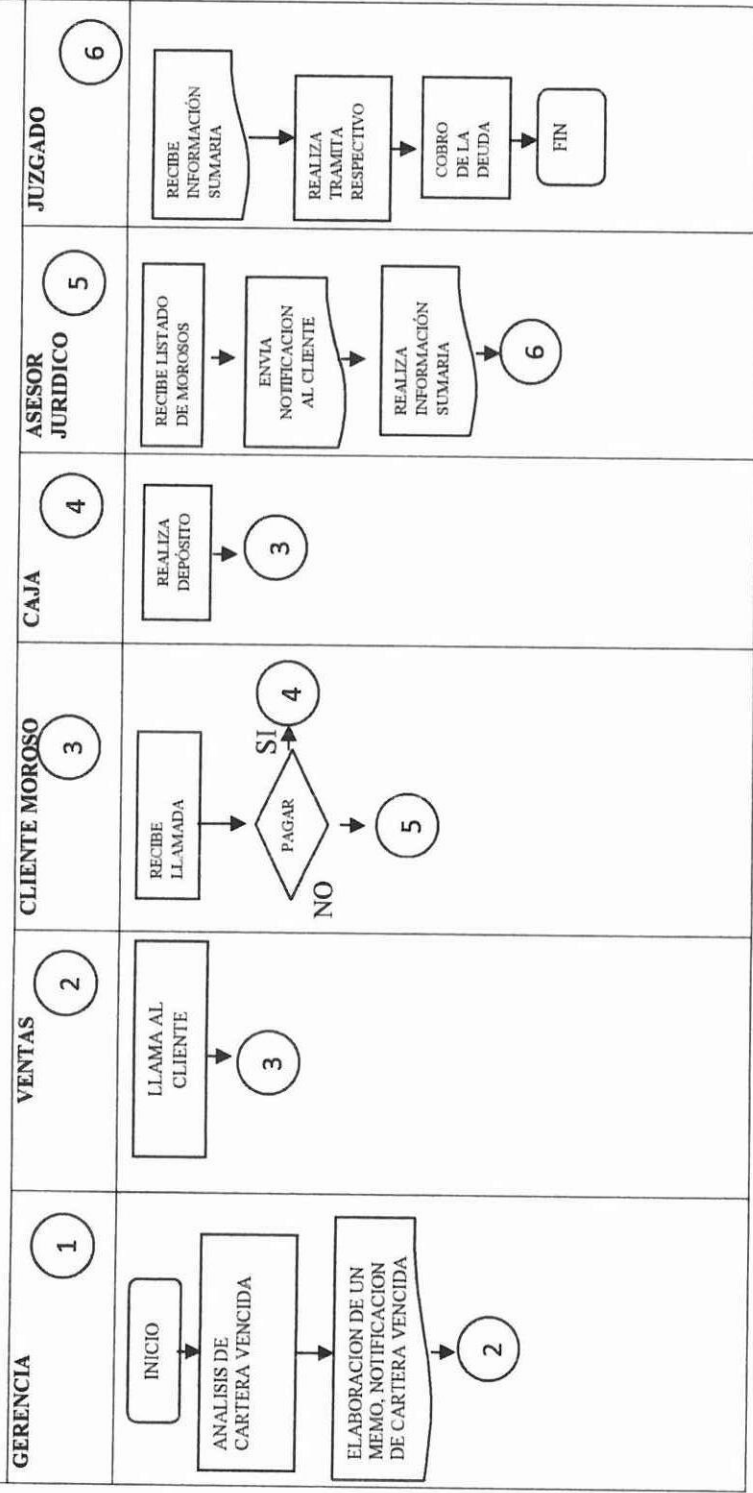 GERENCIA
1
INICIO
ANALISIS DE
CARTERA VENCIDA
ELABORACION DE UN
MEMO, NOTIFICACION
DE CARTERA VENCIDA
2
VENTAS
2
LLAMA AL
CLIENTE
3
CLIENTE MOROSO
3
RECIBE
LLAMADA
PAGAR
SI
4
NO
5
CAJA
4
REALIZA
DEPÓSITO
3
ASESOR
JURIDICO
5
RECIBE LISTADO
DE MOROSOS
ENVIA
NOTIFICACION
AL CLIENTE
REALIZA
INFORMACIÓN
SUMARIA
6
JUZGADO
6
RECIBE
INFORMACIÓN
SUMARIA
REALIZA
TRAMITA
RESPECTIVO
COBRO
DE LA
DEUDA
FIN